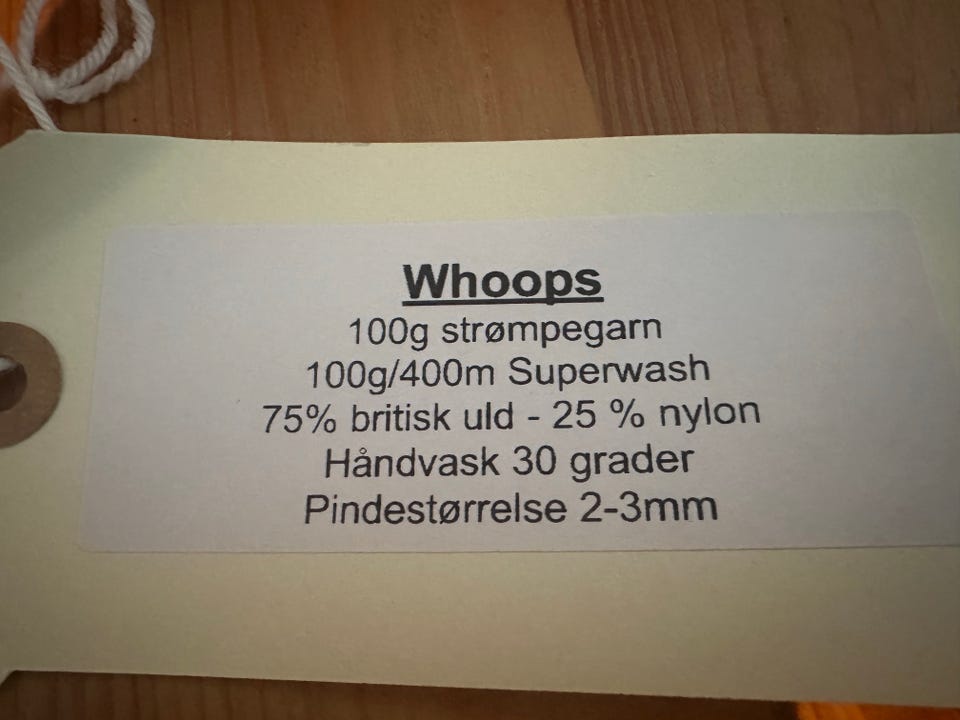 Whoops
100g strømpegarn
100g/400m Superwash
75% britisk uld - 25 % nylon
Håndvask 30 grader
Pindestørrelse 2-3mm